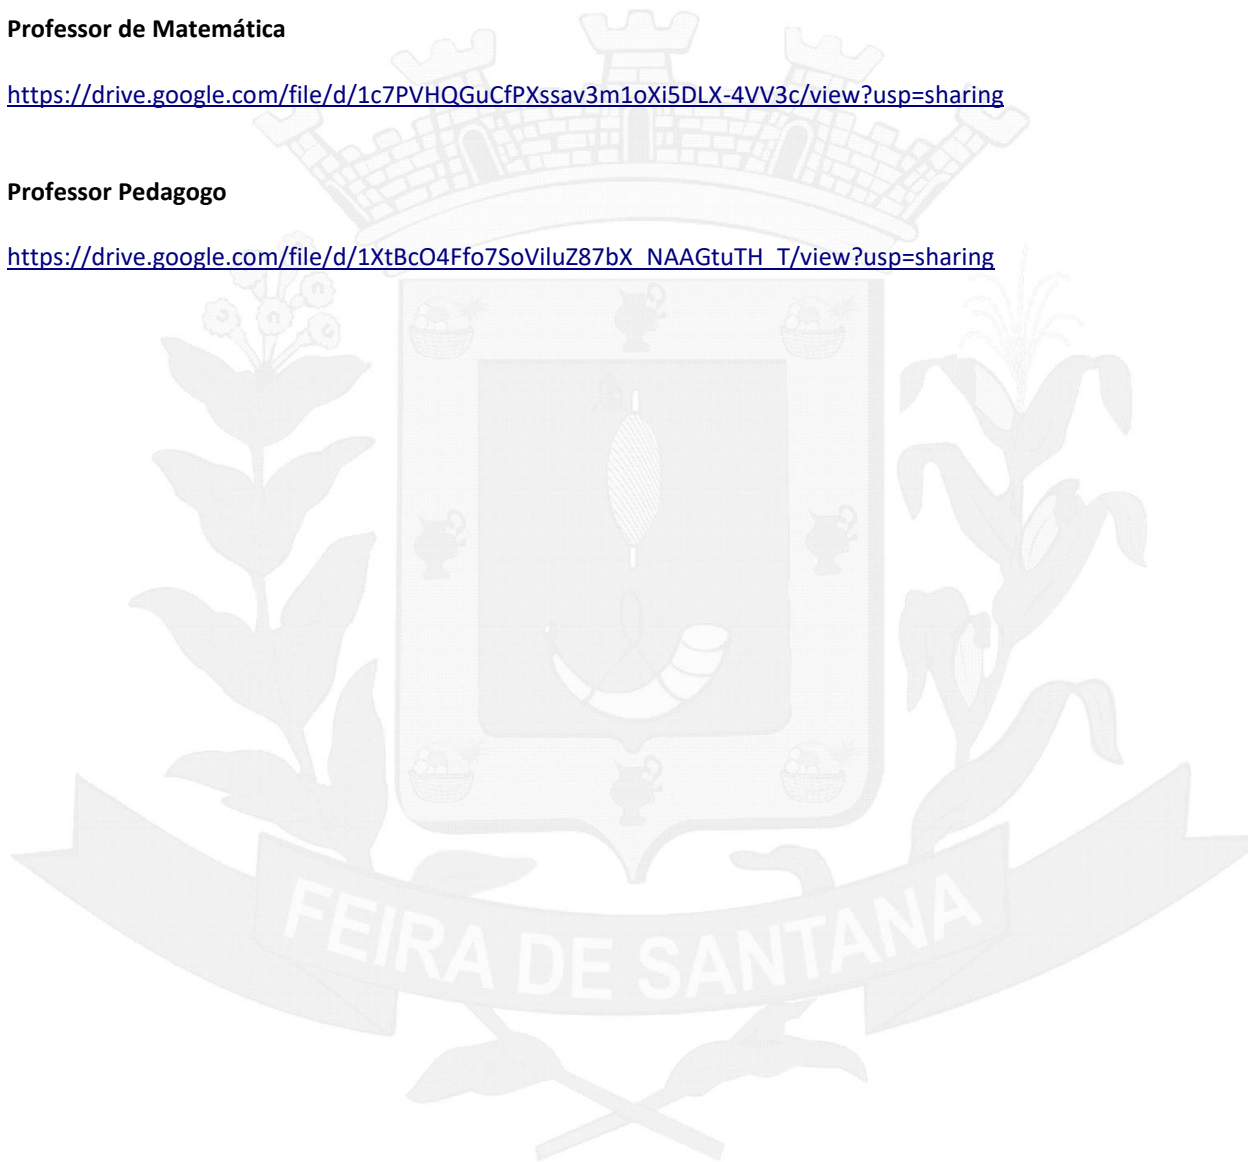 Professor de Matemática
https://drive.google.com/file/d/1c7PVHQGuCfPXssav3m1oXi5DLX-4VV3c/view?usp=sharing
Professor Pedagogo
https://drive.google.com/file/d/1XtBcO4Ffo7SoViluZ87bX_NAAGtuTH_T/view?usp=sharing
FEIRA DE SANTANA